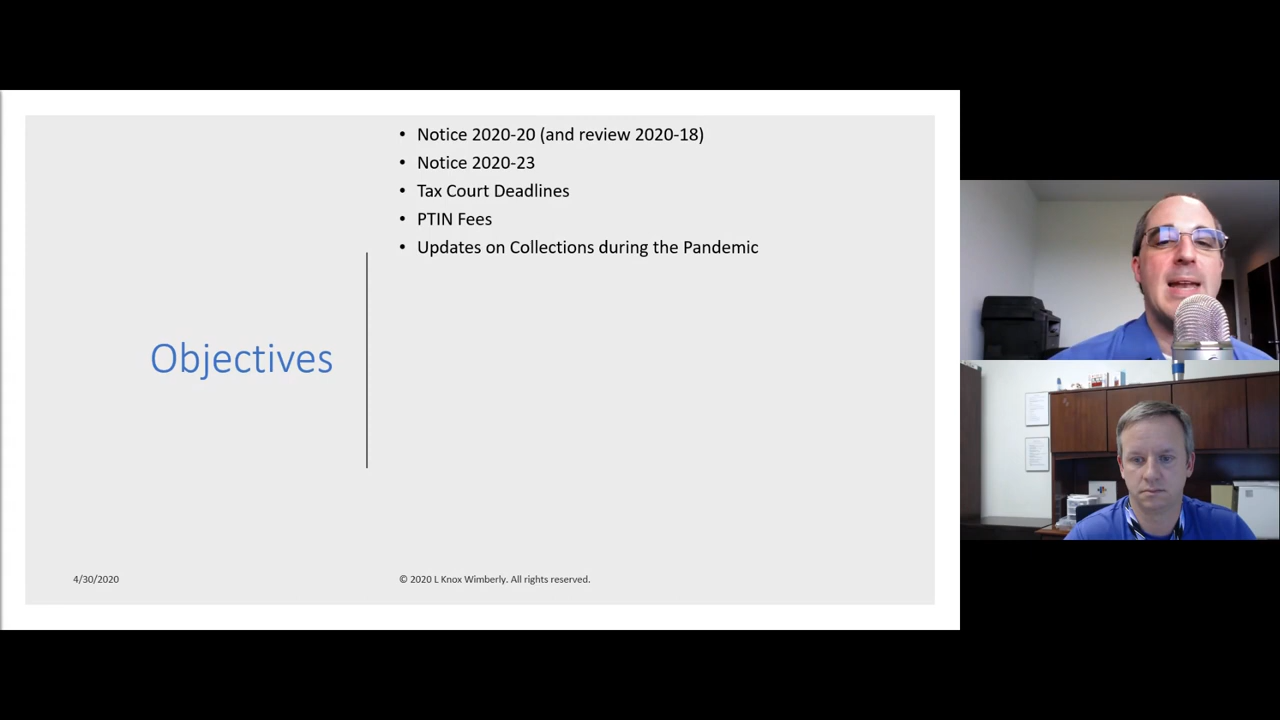 Notice 2020-20 (and review 2020-18)
Notice 2020-23
Tax Court Deadlines
PTIN Fees
Updates on Collections during the Pandemic
Objectives
4/30/2020
© 2020 L Knox Wimberly. All rights reserved.